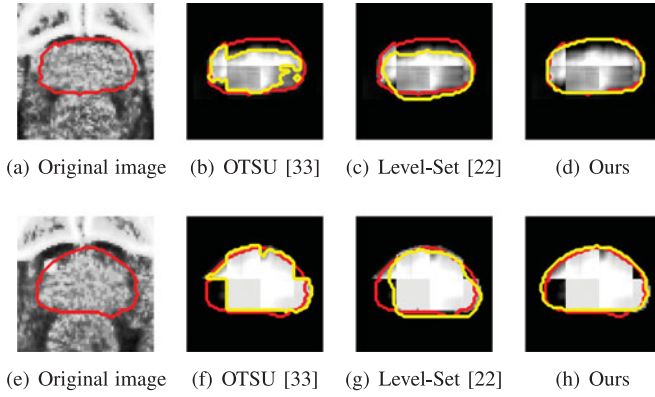 (a) Original image (b) OTSU [33] (c) Level-Set [22] (d) Ours
(e) Original image (f) OTSU [33] (g) Level-Set [22] (h) Ours